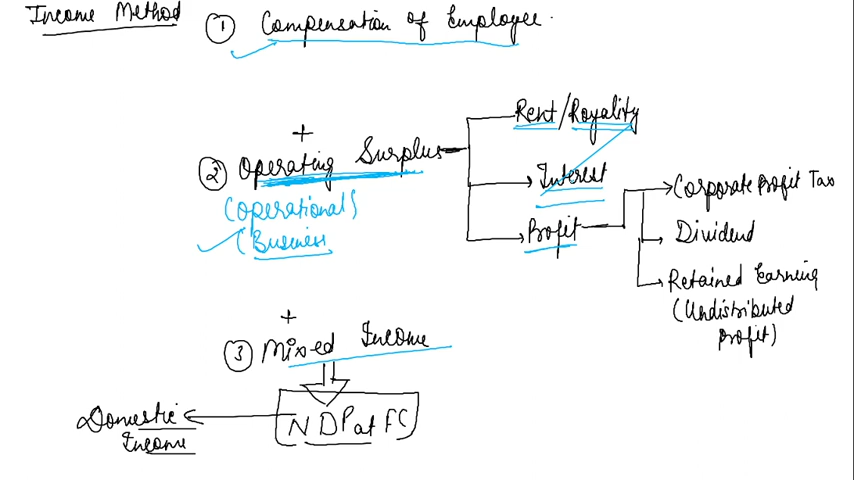 Income Method ① Compensation of Employee.
+
② Operating Surplus
(Operational)
(Business
Rent/Royality
Interest
Profit
Corporate Profit Tax
Dividend
Retained Earning
(Undistributed
Profit)
+
③ Mixed Income
NDP at FC
Domestic
Income